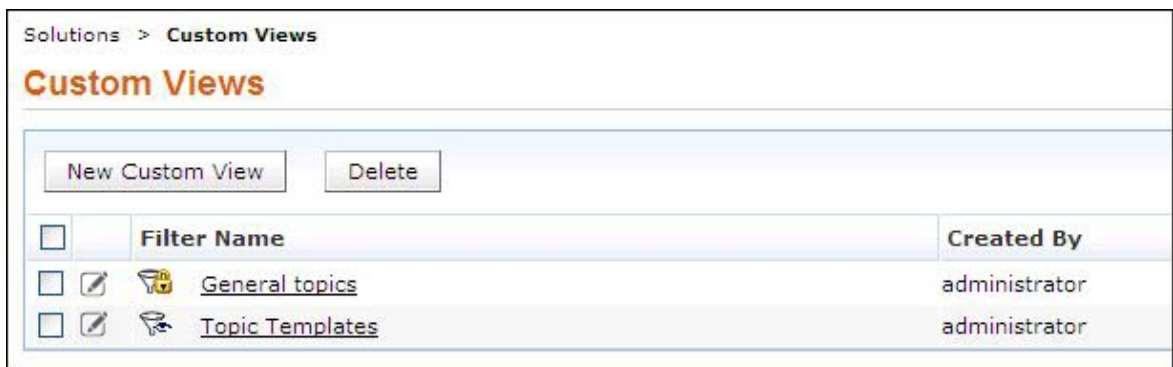 Solutions > Custom Views
Custom Views
New Custom View Delete
Filter Name Created By
General topics administrator
Topic Templates administrator